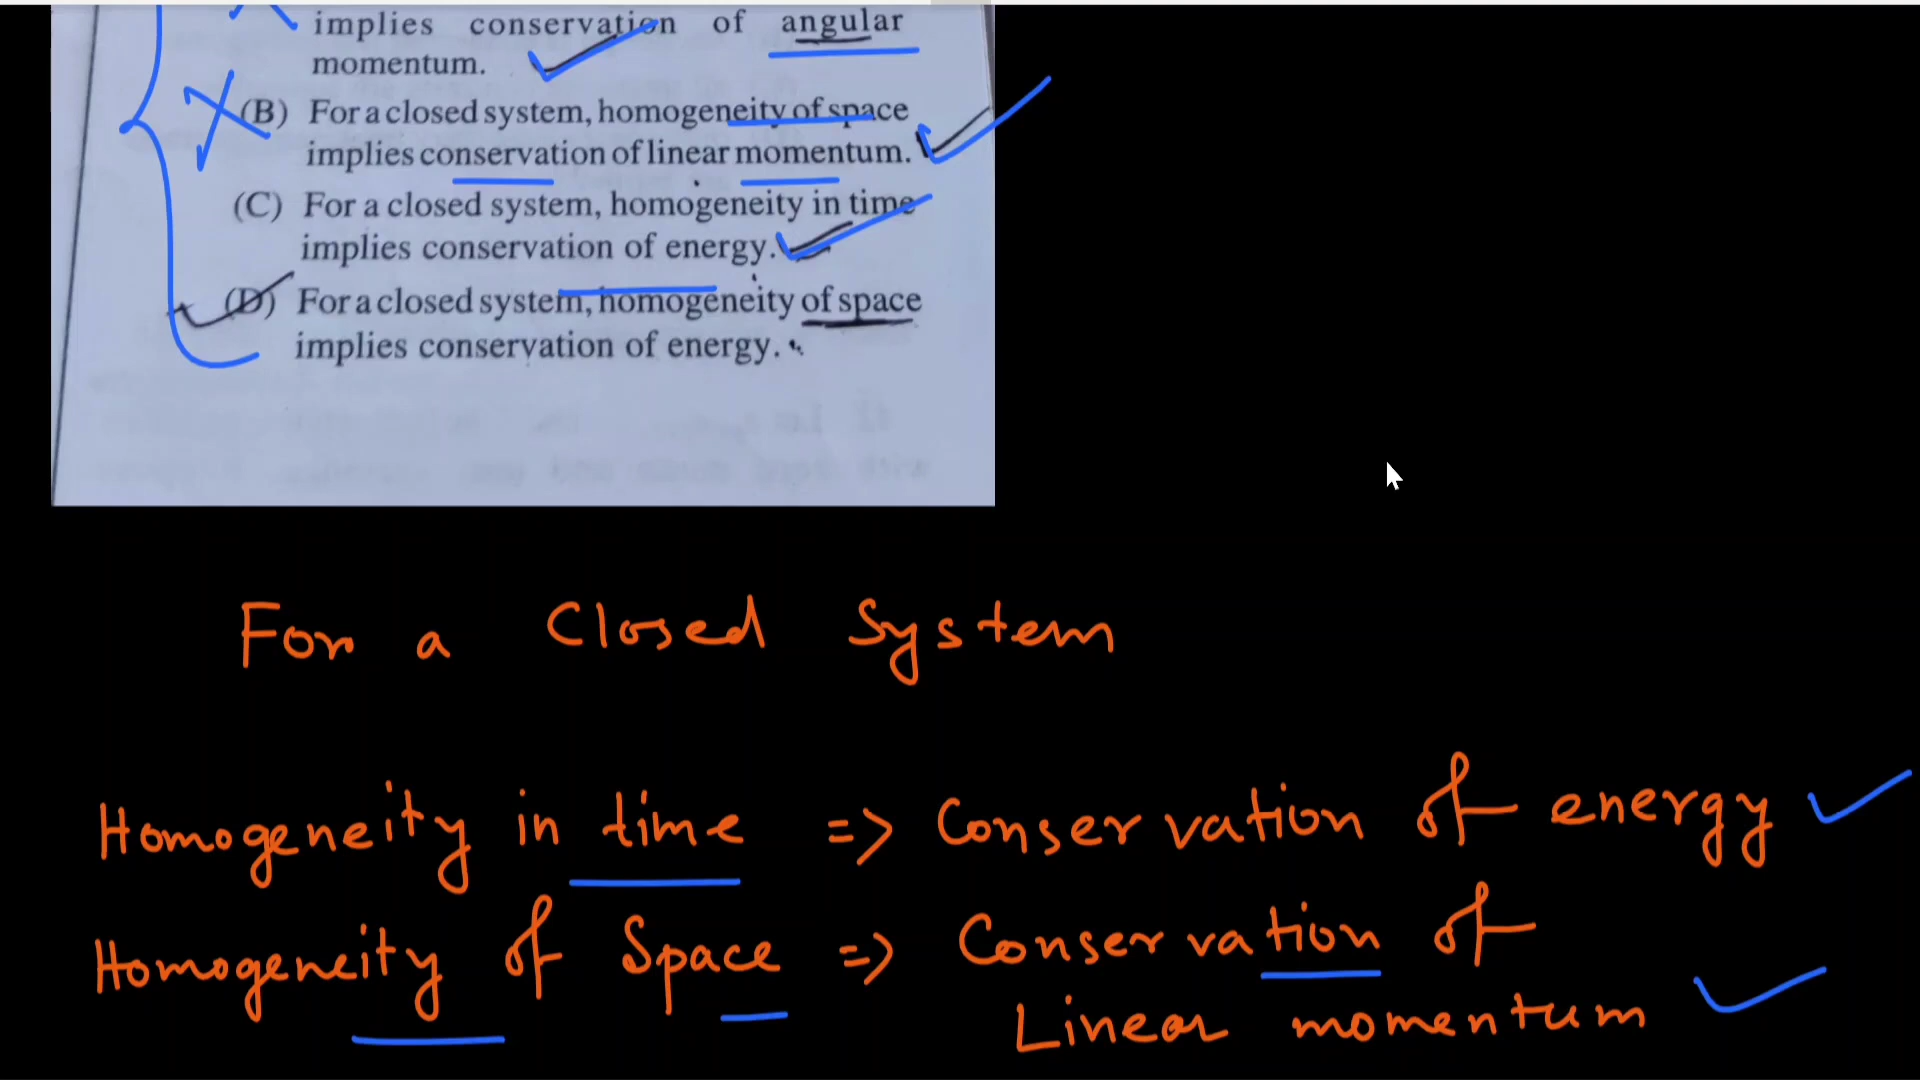 implies conservation of angular
momentum.
(B) For a closed system, homogeneity of space
implies conservation of linear momentum.
(C) For a closed system, homogeneity in time
implies conservation of energy.
(D) For a closed system, homogeneity of space
implies conservation of energy.
For a Closed System
Homogeneity in time => Conservation of energy
Homogeneity of Space => Conservation of
Linear momentum